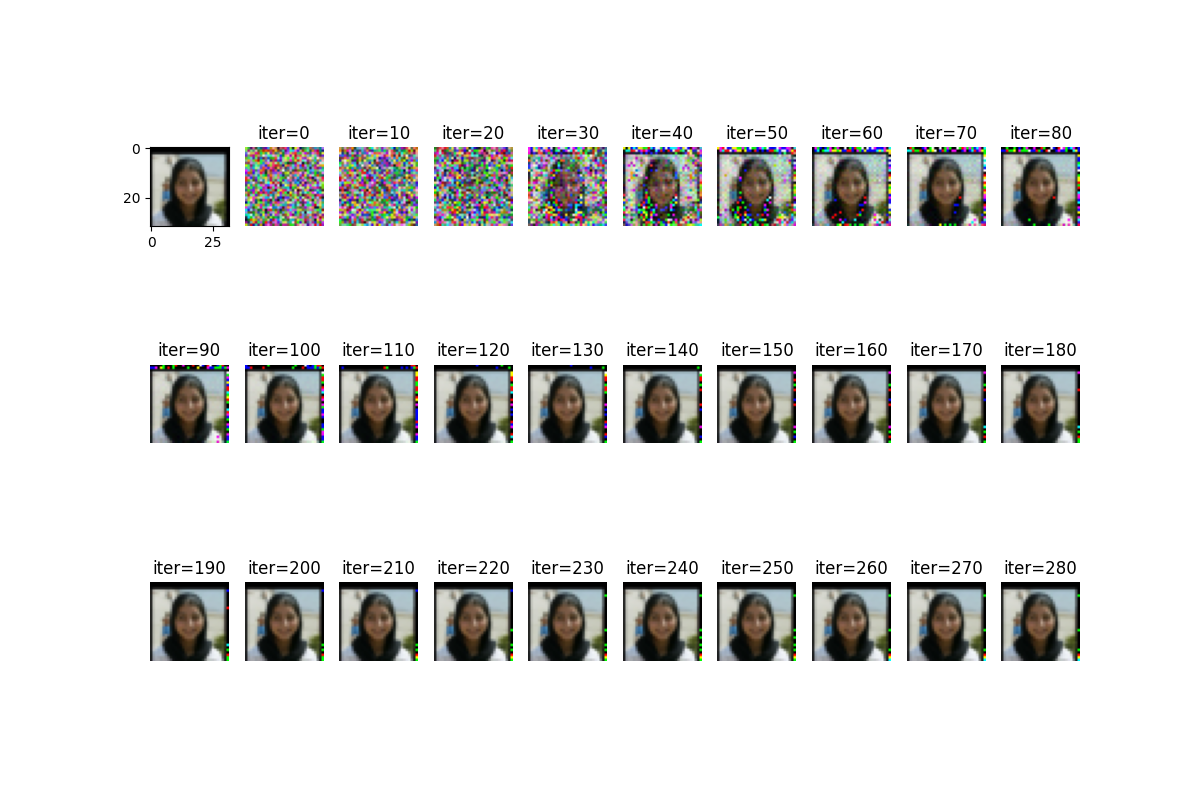 iter=0 iter=10 iter=20 iter=30 iter=40 iter=50 iter=60 iter=70 iter=80
0
20
0 25
iter=90 iter=100 iter=110 iter=120 iter=130 iter=140 iter=150 iter=160 iter=170 iter=180
iter=190 iter=200 iter=210 iter=220 iter=230 iter=240 iter=250 iter=260 iter=270 iter=280